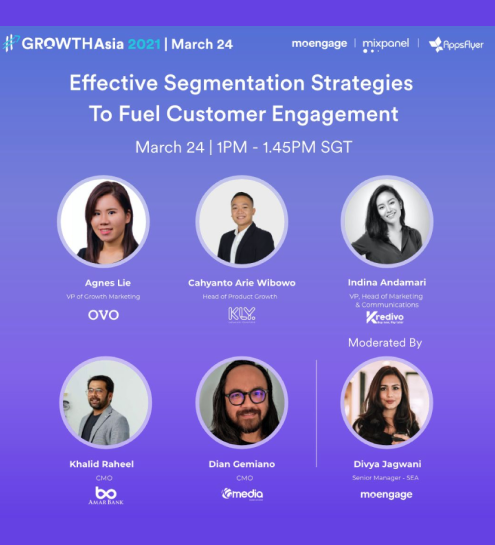 #GROWTHAsia 2021 | March 24
moengage | mixpanel | AppsFlyer
Effective Segmentation Strategies
To Fuel Customer Engagement
March 24 | 1PM - 1.45PM SGT
Agnes Lie
VP of Growth Marketing
OVO
Cahyanto Arie Wibowo
Head of Product Growth
KLY.
Indina Andamari
VP, Head of Marketing
& Communications
Kredivo
Moderated By
Khalid Raheel
CMO
AMAR BANK
Dian Gemiano
CMO
media
Divya Jagwani
Senior Manager - SEA
moengage